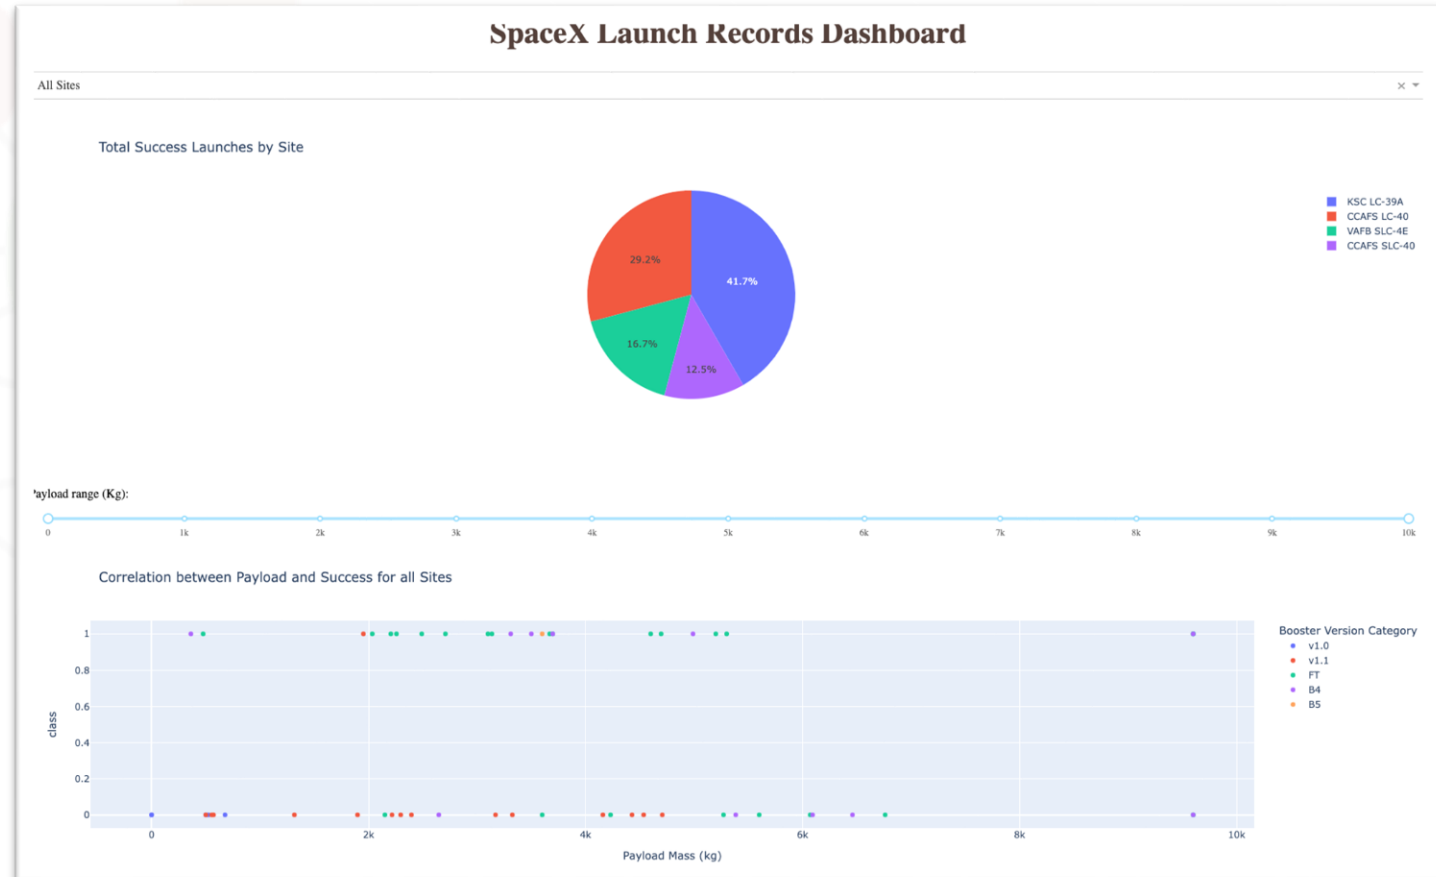 SpaceX Launch Records Dashboard
All Sites
Total Success Launches by Site
KSC LC-39A
CCAFS LC-40
VAFB SLC-4E
CCAFS SLC-40
29.2%
41.7%
16.7%
12.5%
Payload range (Kg):
0 1k 2k 3k 4k 5k 6k 7k 8k 9k 10k
Correlation between Payload and Success for all Sites
Booster Version Category
v1.0
v1.1
FT
B4
B5
1
0.8
0.6
0.4
0.2
0
class
0 2k 4k 6k 8k 10k
Payload Mass (kg)